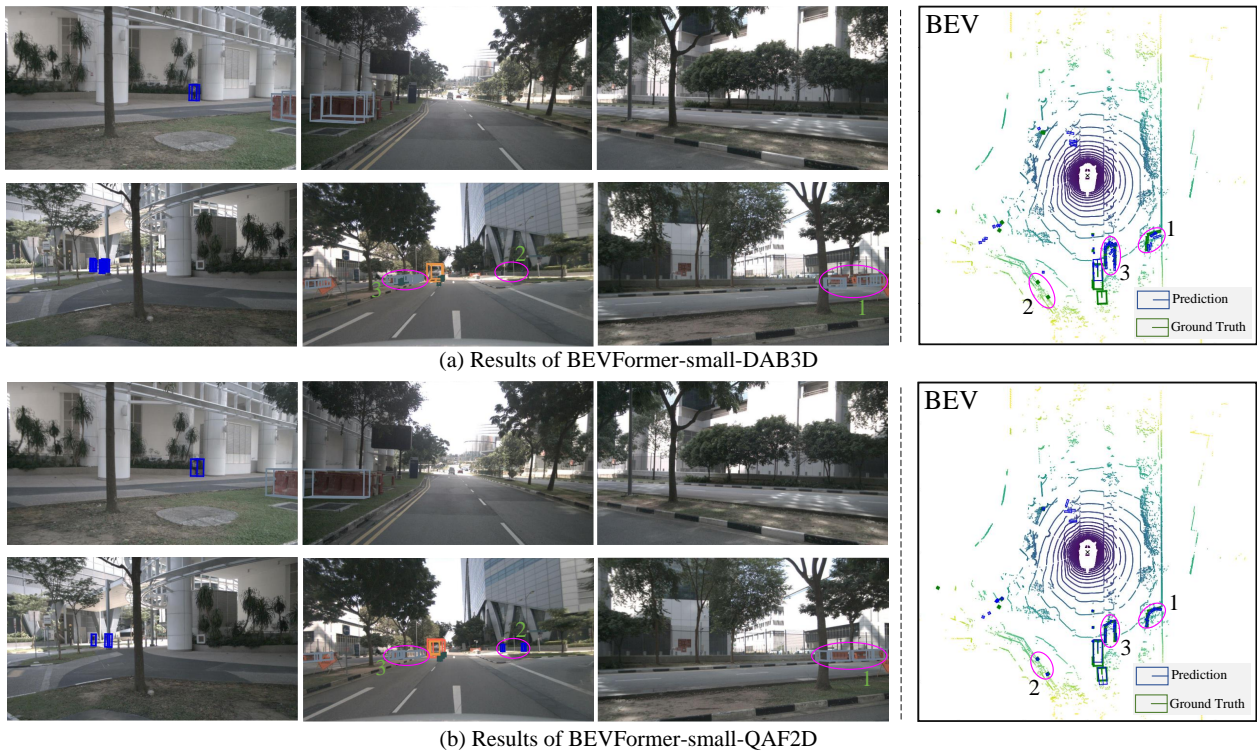 BEV
2
3
1
1
3
2
Prediction
Ground Truth
(a) Results of BEVFormer-small-DAB3D
BEV
2
3
1
1
3
2
Prediction
Ground Truth
(b) Results of BEVFormer-small-QAF2D